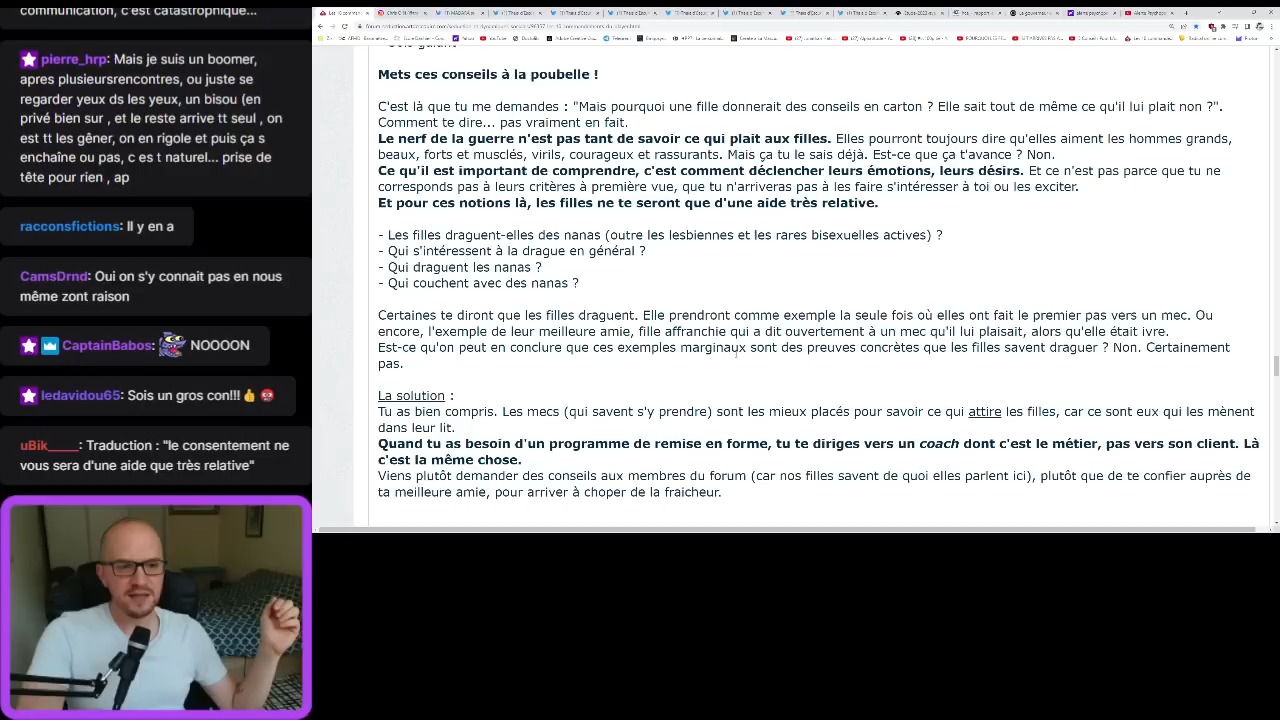 pierre_hrp: Mais je suis un boomer,
apres plusieurs rencontres, ou juste se
regarder yeux ds les yeux, un bisou (en
privé bien sur) , et le reste arrive tt seul , on
est tt les gêner, on en rigole et puis ça s
enchaîne ou pas, c es t naturel... prise de
tête pour rien , ap
racconsfictions: Il y en a
CamsDrnd: Oui on s'y connait pas en nous
même zont raison
CaptainBabos: NOOOON
ledavidou65: Sois un gros con!!!
uBik_____: Traduction : "le consentement ne
vous sera d'une aide que très relative"
Mets ces conseils à la poubelle !
C'est là que tu me demandes : "Mais pourquoi une fille donnerait des conseils en carton ? Elle sait tout de même ce qu'il lui plait non ?".
Comment te dire... pas vraiment en fait.
Le nerf de la guerre n'est pas tant de savoir ce qui plait aux filles. Elles pourront toujours dire qu'elles aiment les hommes grands,
beaux, forts et musclés, virils, courageux et rassurants. Mais ça tu le sais déjà. Est-ce que ça t'avance ? Non.
Ce qu'il est important de comprendre, c'est comment déclencher leurs émotions, leurs désirs. Et ce n'est pas parce que tu ne
corresponds pas à leurs critères à première vue, que tu n'arriveras pas à les faire s'intéresser à toi ou les exciter.
Et pour ces notions là, les filles ne te seront que d'une aide très relative.
- Les filles draguent-elles des nanas (outre les lesbiennes et les rares bisexuelles actives) ?
- Qui s'intéressent à la drague en général ?
- Qui draguent les nanas ?
- Qui couchent avec des nanas ?
Certaines te diront que les filles draguent. Elle prendront comme exemple la seule fois où elles ont fait le premier pas vers un mec. Ou
encore, l'exemple de leur meilleure amie, fille affranchie qui a dit ouvertement à un mec qu'il lui plaisait, alors qu'elle était ivre.
Est-ce qu'on peut en conclure que ces exemples marginaux sont des preuves concrètes que les filles savent draguer ? Non. Certainement
pas.
La solution :
Tu as bien compris. Les mecs (qui savent s'y prendre) sont les mieux placés pour savoir ce qui attire les filles, car ce sont eux qui les mènent
dans leur lit.
Quand tu as besoin d'un programme de remise en forme, tu te diriges vers un coach dont c'est le métier, pas vers son client. Là
c'est la même chose.
Viens plutôt demander des conseils aux membres du forum (car nos filles savent de quoi elles parlent ici), plutôt que de te confier auprès de
ta meilleure amie, pour arriver à choper de la fraicheur.